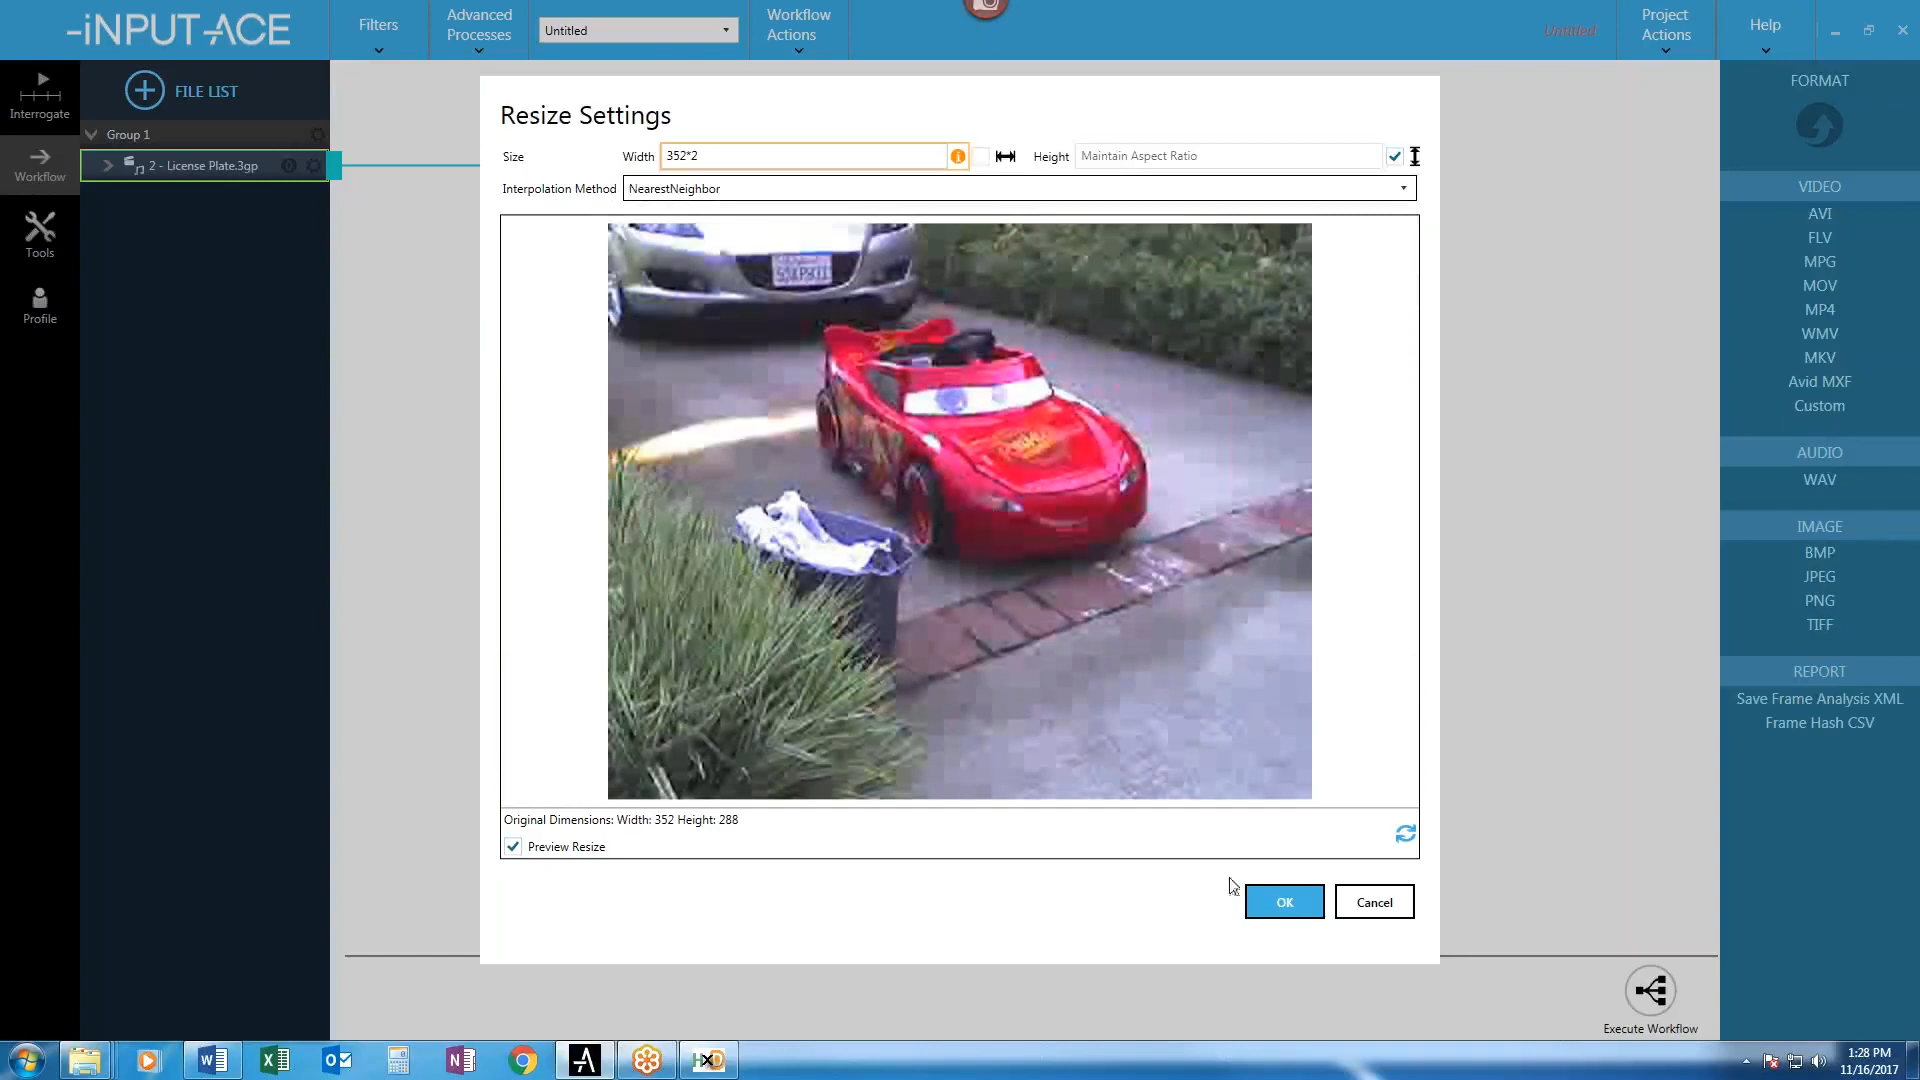 -iNPUT-ACE
Filters
Advanced Processes
Untitled
Workflow Actions
Untitled
Project Actions
Help
Interrogate
Workflow
Tools
Profile
FILE LIST
Group 1
2 - License Plate.3gp
Resize Settings
Size Width 352*2 Height Maintain Aspect Ratio
Interpolation Method NearestNeighbor
Original Dimensions: Width: 352 Height: 288
Preview Resize
OK Cancel
Execute Workflow
FORMAT
VIDEO
AVI
FLV
MPG
MOV
MP4
WMV
MKV
Avid MXF
Custom
AUDIO
WAV
IMAGE
BMP
JPEG
PNG
TIFF
REPORT
Save Frame Analysis XML
Frame Hash CSV
1:28 PM
11/16/2017